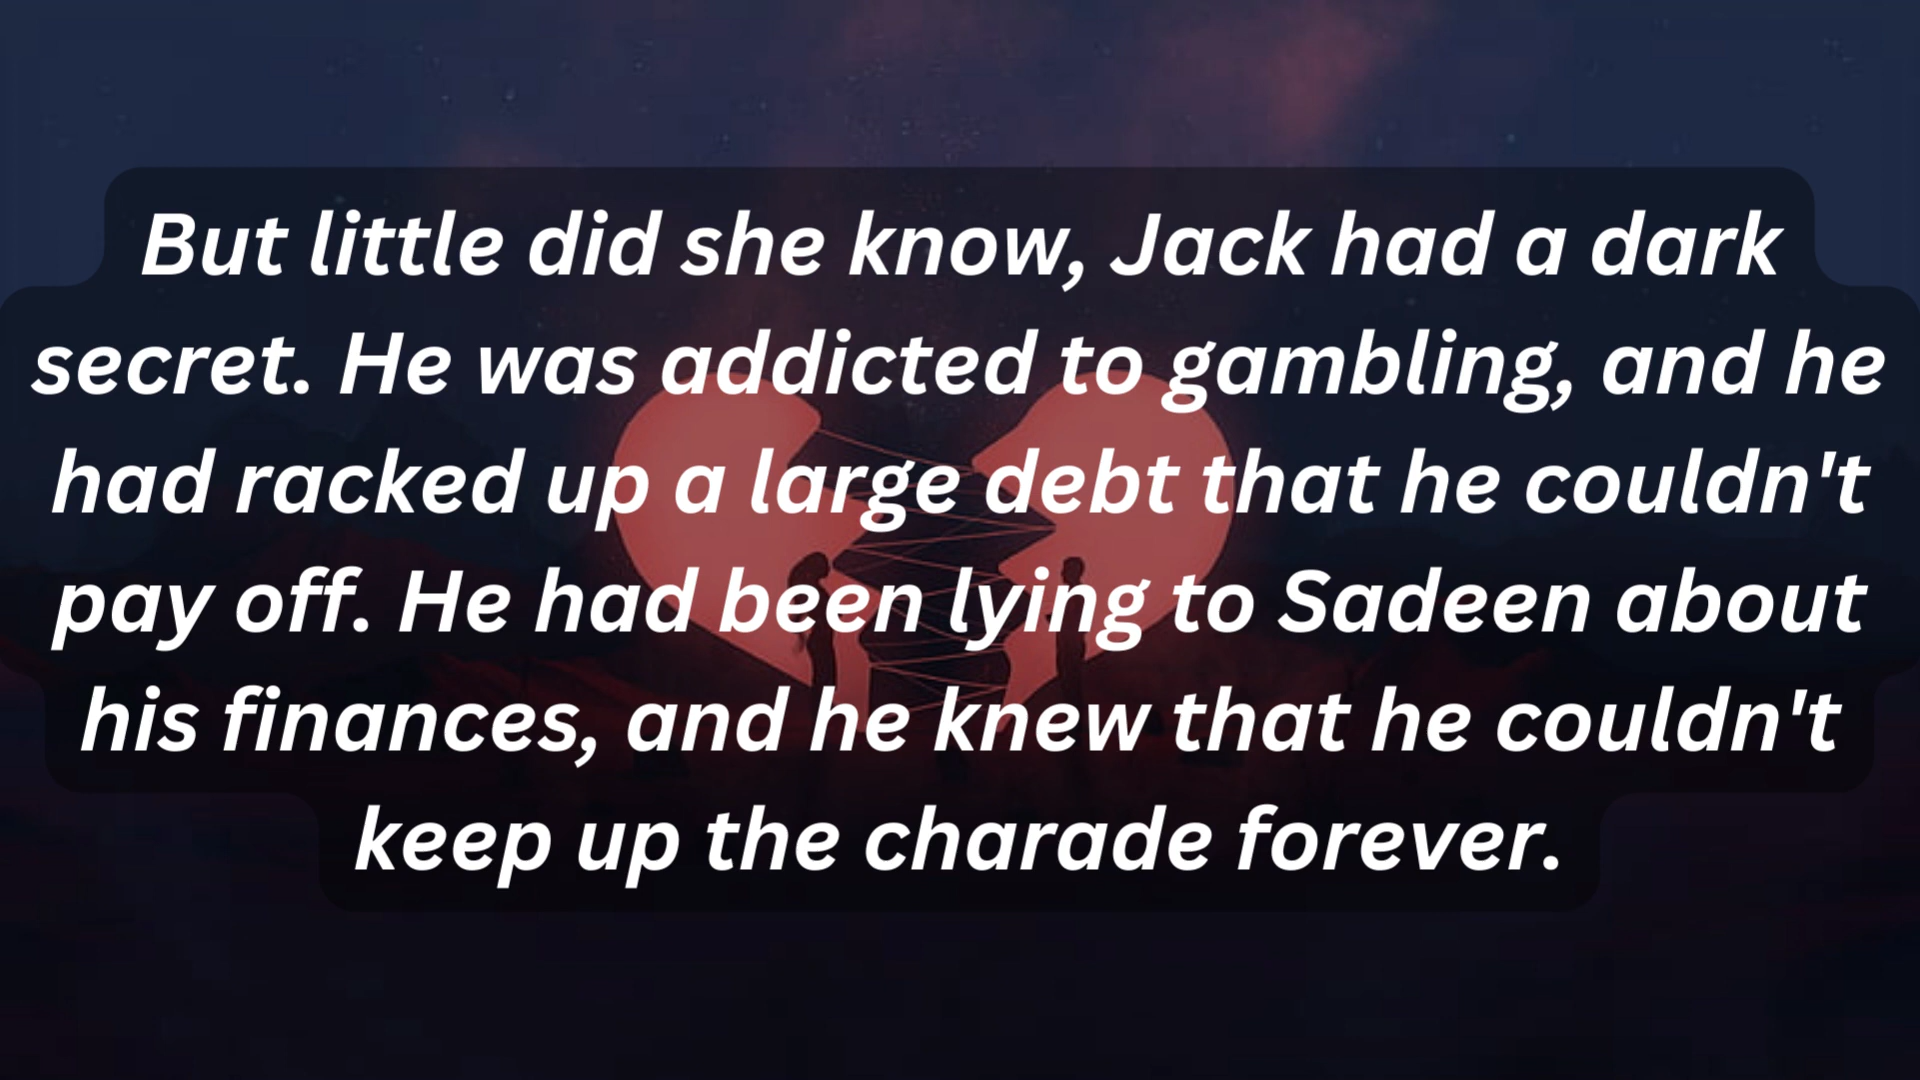 But little did she know, Jack had a dark
secret. He was addicted to gambling, and he
had racked up a large debt that he couldn't
pay off. He had been lying to Sadeen about
his finances, and he knew that he couldn't
keep up the charade forever.